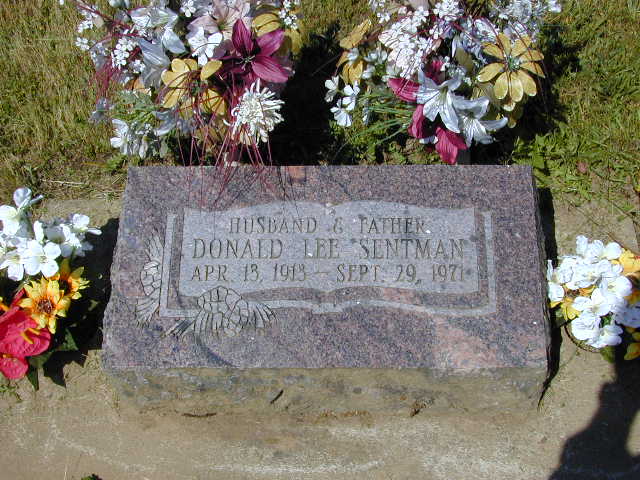 HUSBAND & FATHER
DONALD LEE SENTMAN
APR. 13, 1913 — SEPT. 29, 1971